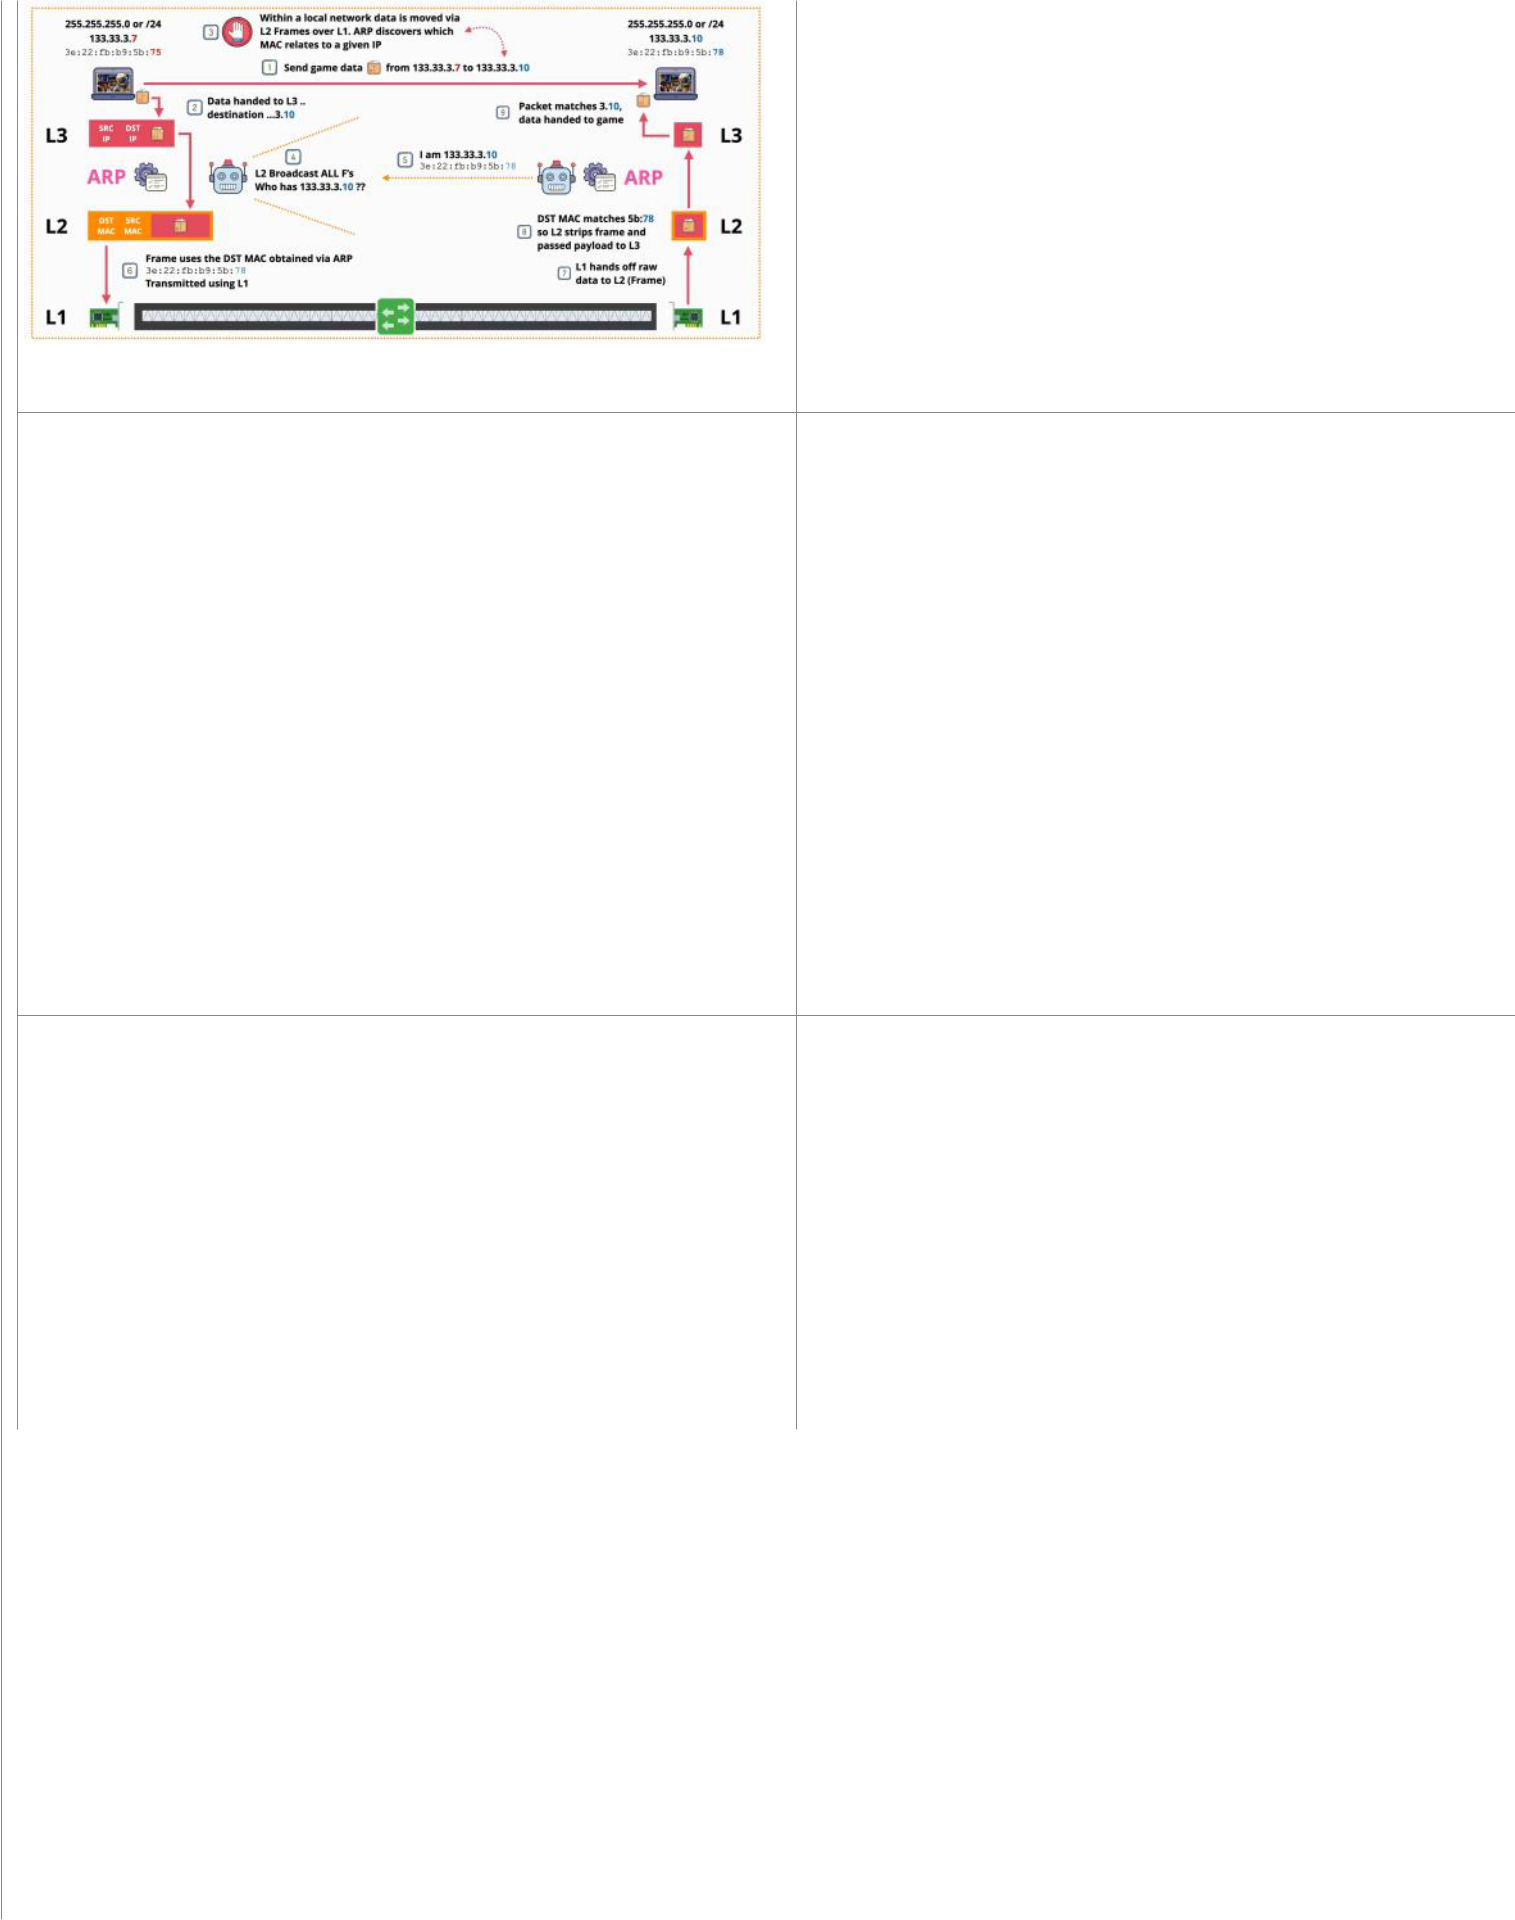 255.255.255.0 or /24
133.33.3.7
3e:22:fb:b9:5b:75
3
Within a local network data is moved via
L2 Frames over L1. ARP discovers which
MAC relates to a given IP
255.255.255.0 or /24
133.33.3.10
3e:22:fb:b9:5b:78
1 Send game data from 133.33.3.7 to 133.33.3.10
2 Data handed to L3 ..
destination ...3.10
9 Packet matches 3.10,
data handed to game
L3
SRC IP
DST IP
L3
ARP
4
L2 Broadcast ALL F's
Who has 133.33.3.10 ??
5 I am 133.33.3.10
3e:22:fb:b9:5b:78
ARP
L2
DST MAC
SRC MAC
8 DST MAC matches 5b:78
so L2 strips frame and
passed payload to L3
L2
6 Frame uses the DST MAC obtained via ARP
3e:22:fb:b9:5b:78
Transmitted using L1
7 L1 hands off raw
data to L2 (Frame)
L1
L1